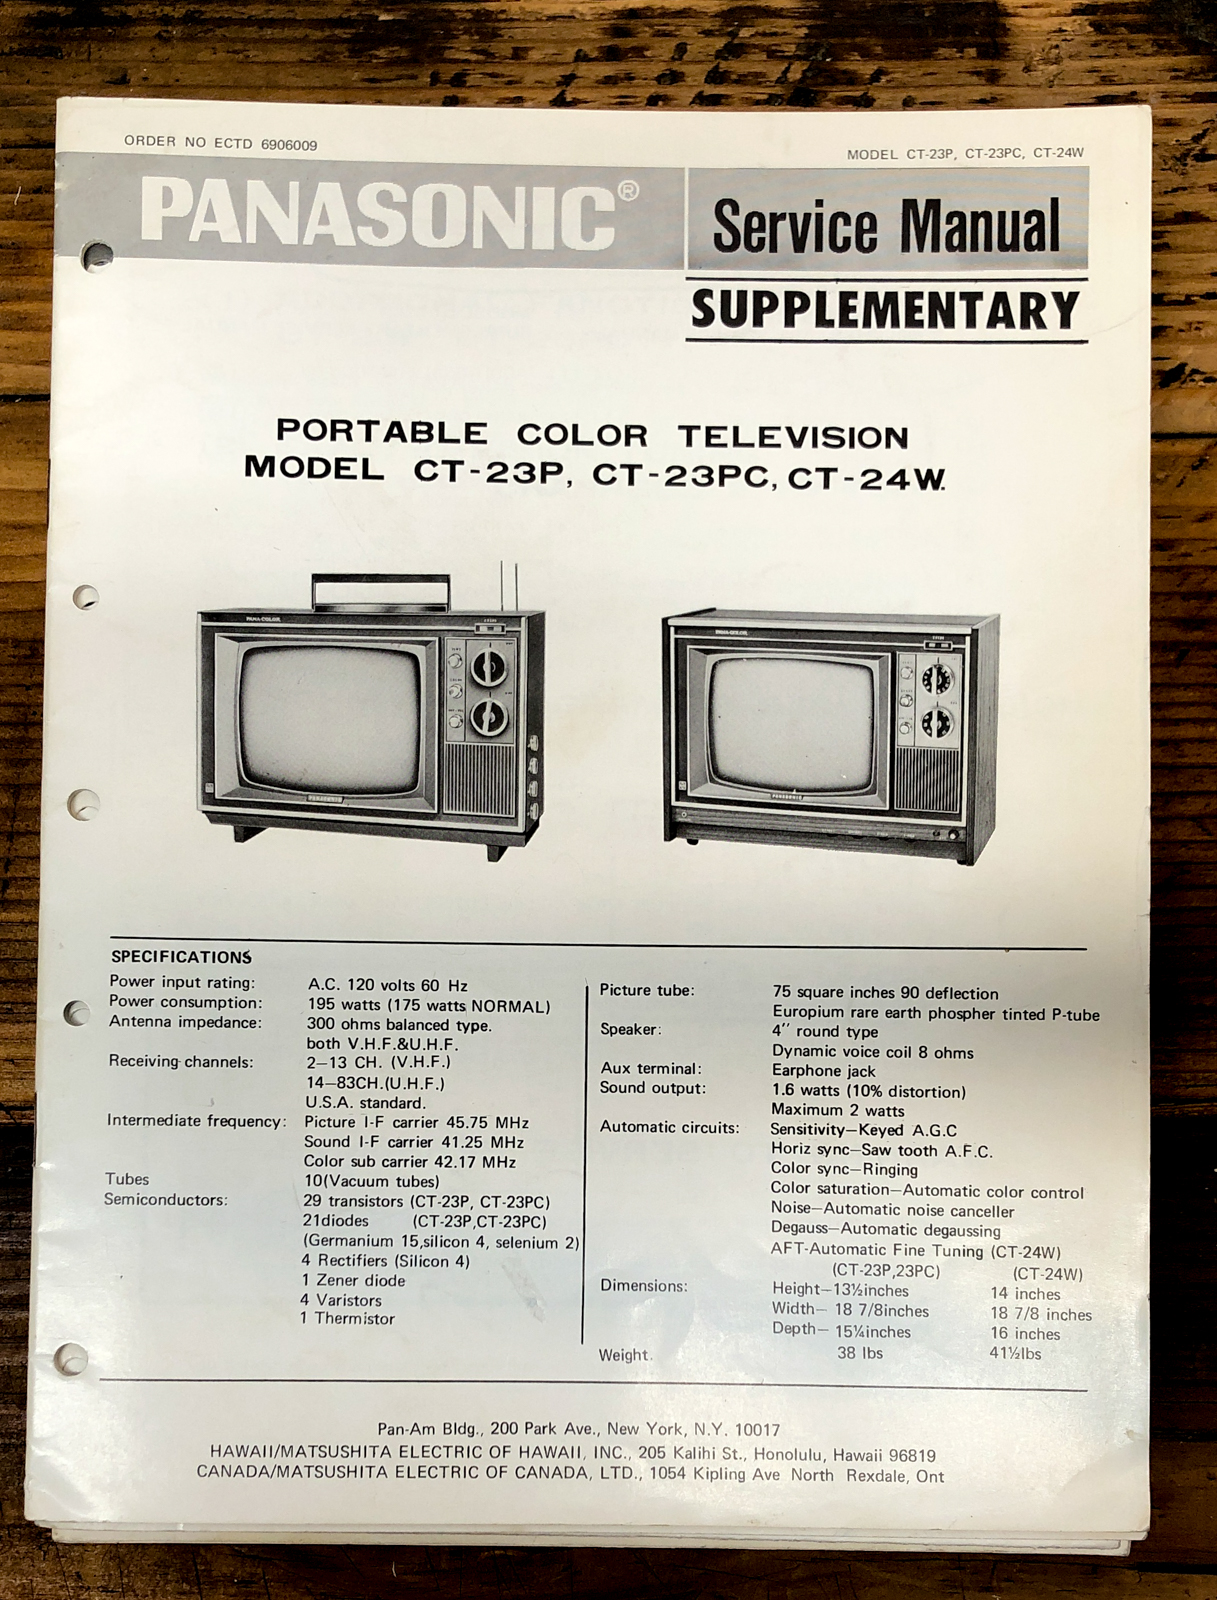 ORDER NO ECTD 6906009
MODEL CT-23P, CT-23PC, CT-24W
PANASONIC®
Service Manual
SUPPLEMENTARY
PORTABLE COLOR TELEVISION
MODEL CT-23P, CT-23PC, CT-24W.
PANA-COLOR
PANASONIC
PANA-COLOR
PANASONIC
SPECIFICATIONS
Power input rating: A.C. 120 volts 60 Hz
Power consumption: 195 watts (175 watts NORMAL)
Antenna impedance: 300 ohms balanced type.
both V.H.F.&U.H.F.
Receiving channels: 2–13 CH. (V.H.F.)
14–83CH.(U.H.F.)
U.S.A. standard.
Intermediate frequency: Picture I-F carrier 45.75 MHz
Sound I-F carrier 41.25 MHz
Color sub carrier 42.17 MHz
Tubes 10(Vacuum tubes)
Semiconductors: 29 transistors (CT-23P, CT-23PC)
21diodes (CT-23P,CT-23PC)
(Germanium 15,silicon 4, selenium 2)
4 Rectifiers (Silicon 4)
1 Zener diode
4 Varistors
1 Thermistor
Picture tube: 75 square inches 90 deflection
Europium rare earth phospher tinted P-tube
Speaker: 4″ round type
Dynamic voice coil 8 ohms
Aux terminal: Earphone jack
Sound output: 1.6 watts (10% distortion)
Maximum 2 watts
Automatic circuits: Sensitivity–Keyed A.G.C
Horiz sync–Saw tooth A.F.C.
Color sync–Ringing
Color saturation–Automatic color control
Noise–Automatic noise canceller
Degauss–Automatic degaussing
AFT-Automatic Fine Tuning (CT-24W)
(CT-23P,23PC) (CT-24W)
Dimensions: Height–13½inches 14 inches
Width– 18 7/8inches 18 7/8 inches
Depth– 15¼inches 16 inches
Weight. 38 lbs 41½lbs
Pan-Am Bldg., 200 Park Ave., New York, N.Y. 10017
HAWAII/MATSUSHITA ELECTRIC OF HAWAII, INC., 205 Kalihi St., Honolulu, Hawaii 96819
CANADA/MATSUSHITA ELECTRIC OF CANADA, LTD., 1054 Kipling Ave North Rexdale, Ont